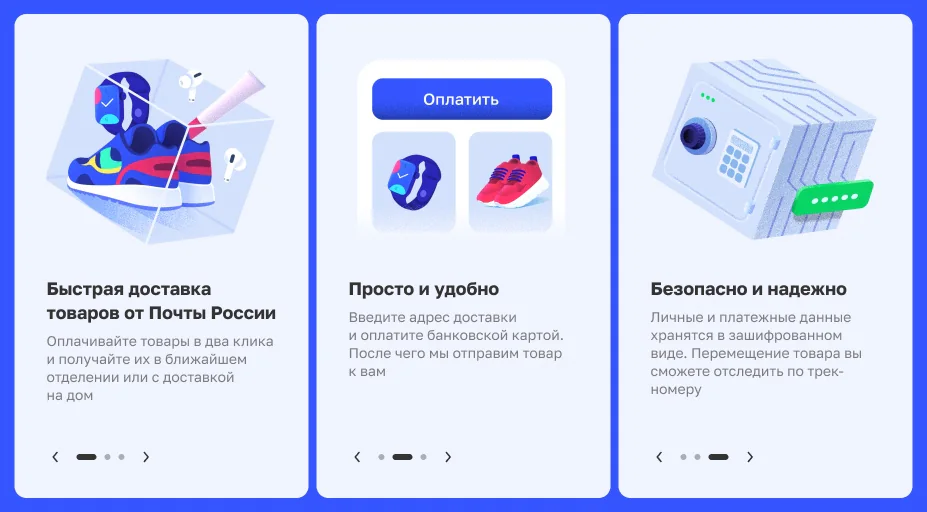 Быстрая доставка
товаров от Почты России
Оплачивайте товары в два клика
и получайте их в ближайшем
отделении или с доставкой
на дом
Оплатить
Просто и удобно
Введите адрес доставки
и оплатите банковской картой.
После чего мы отправим товар
к вам
Безопасно и надежно
Личные и платежные данные
хранятся в зашифрованном
виде. Перемещение товара вы
сможете отследить по трек-
номеру